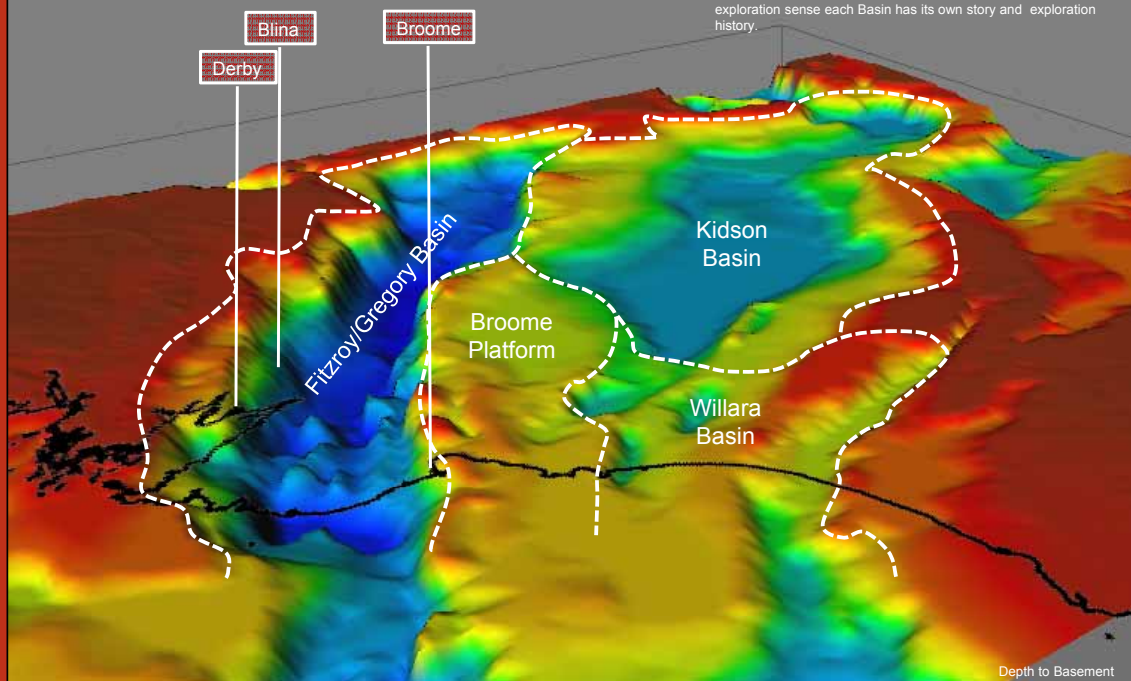 exploration sense each Basin has its own story and exploration
history.
Blina
Broome
Derby
Fitzroy/Gregory Basin
Kidson
Basin
Broome
Platform
Willara
Basin
Depth to Basement